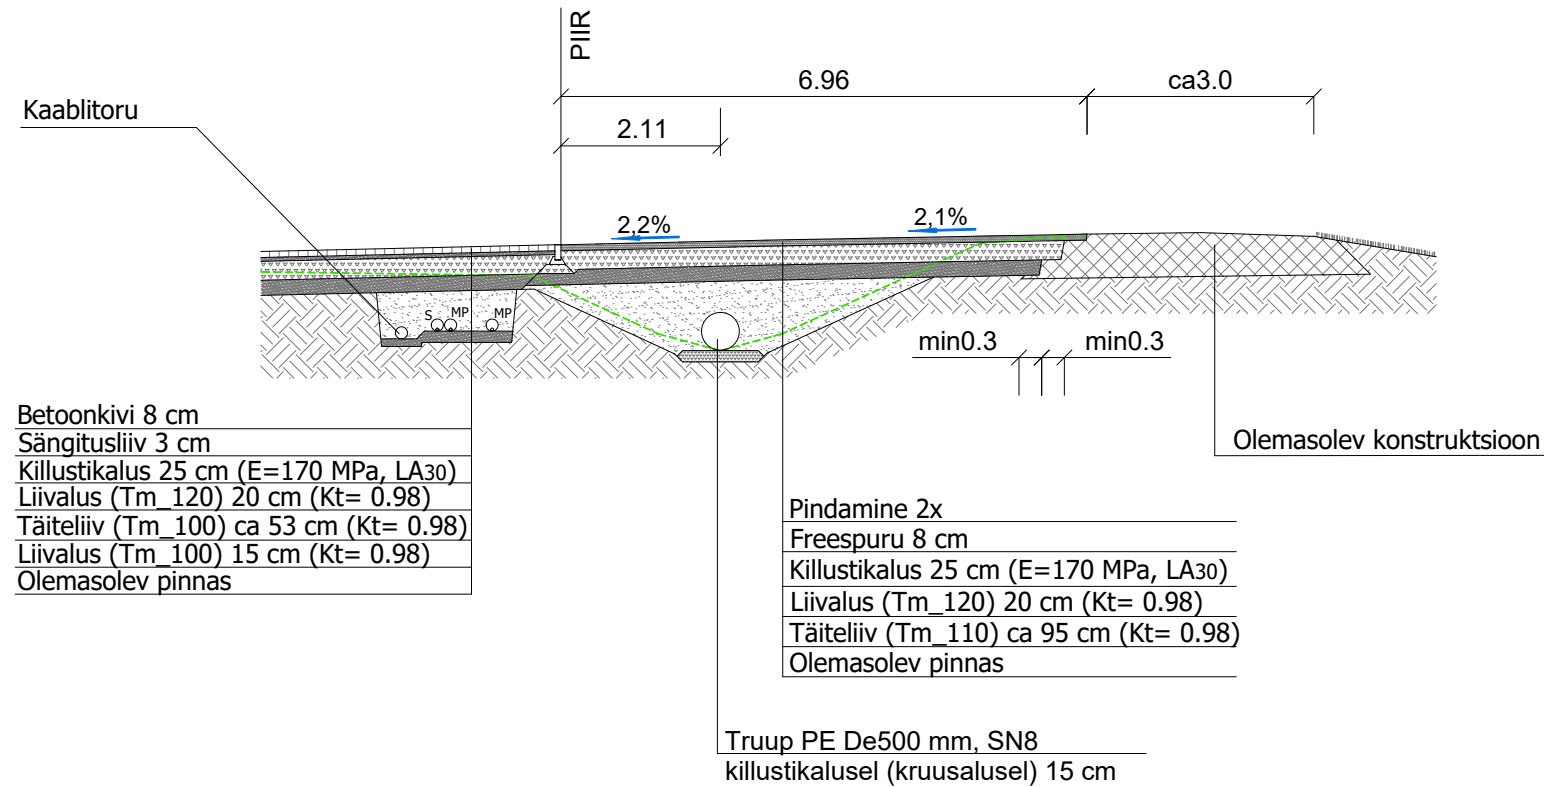 PIIR
6.96
ca3.0
Kaablitoru
2.11
2,2%
2,1%
S
MP
MP
min0.3
min0.3
Betoonkivi 8 cm
Sängitusliiv 3 cm
Killustikalus 25 cm (E=170 MPa, LA30)
Liivalus (Tm_120) 20 cm (Kt= 0.98)
Täiteliiv (Tm_100) ca 53 cm (Kt= 0.98)
Liivalus (Tm_100) 15 cm (Kt= 0.98)
Olemasolev pinnas
Olemasolev konstruktsioon
Pindamine 2x
Freespuru 8 cm
Killustikalus 25 cm (E=170 MPa, LA30)
Liivalus (Tm_120) 20 cm (Kt= 0.98)
Täiteliiv (Tm_110) ca 95 cm (Kt= 0.98)
Olemasolev pinnas
Truup PE De500 mm, SN8
killustikalusel (kruusalusel) 15 cm